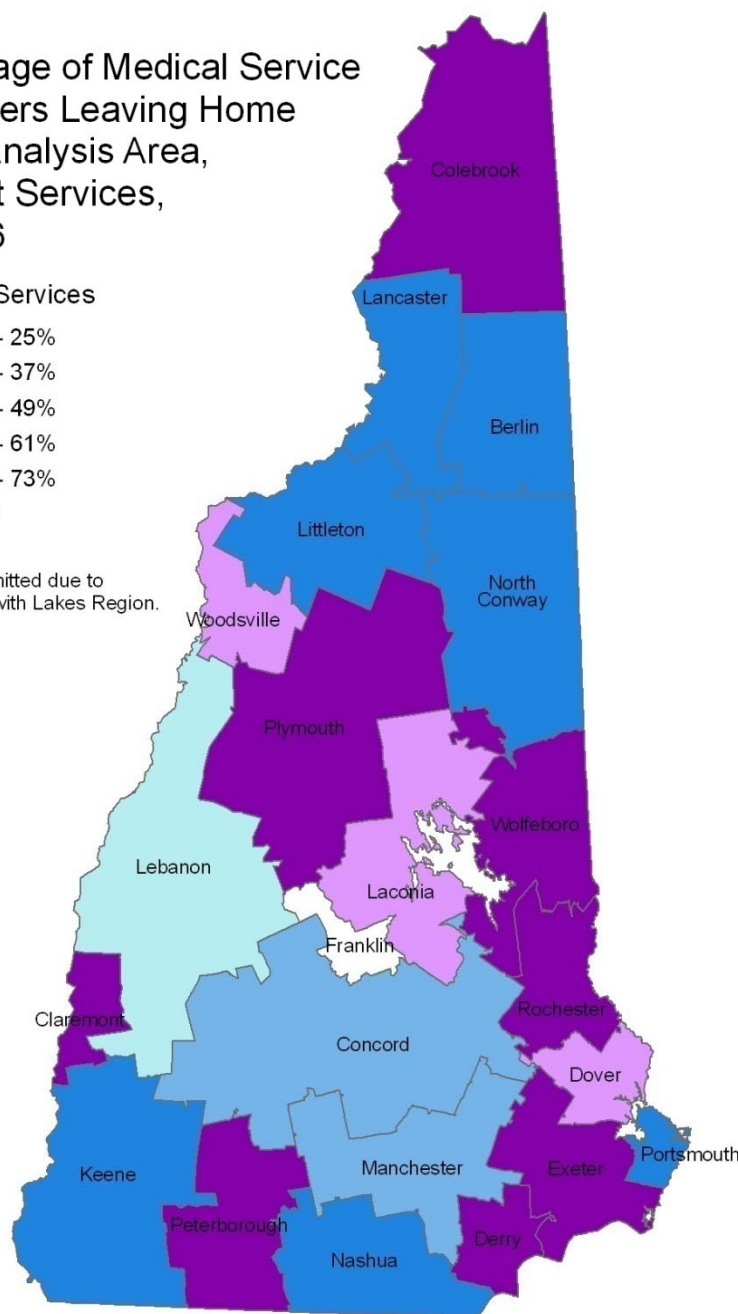 age of Medical Service
ers Leaving Home
nalysis Area,
t Services,
6
Services
- 25%
- 37%
- 49%
- 61%
- 73%
nitted due to
with Lakes Region.
Colebrook
Lancaster
Berlin
Littleton
North
Conway
Woodsville
Plymouth
Wolfeboro
Lebanon
Laconia
Franklin
Claremont
Rochester
Concord
Dover
Portsmouth
Keene
Manchester
Exeter
Peterborough
Derry
Nashua